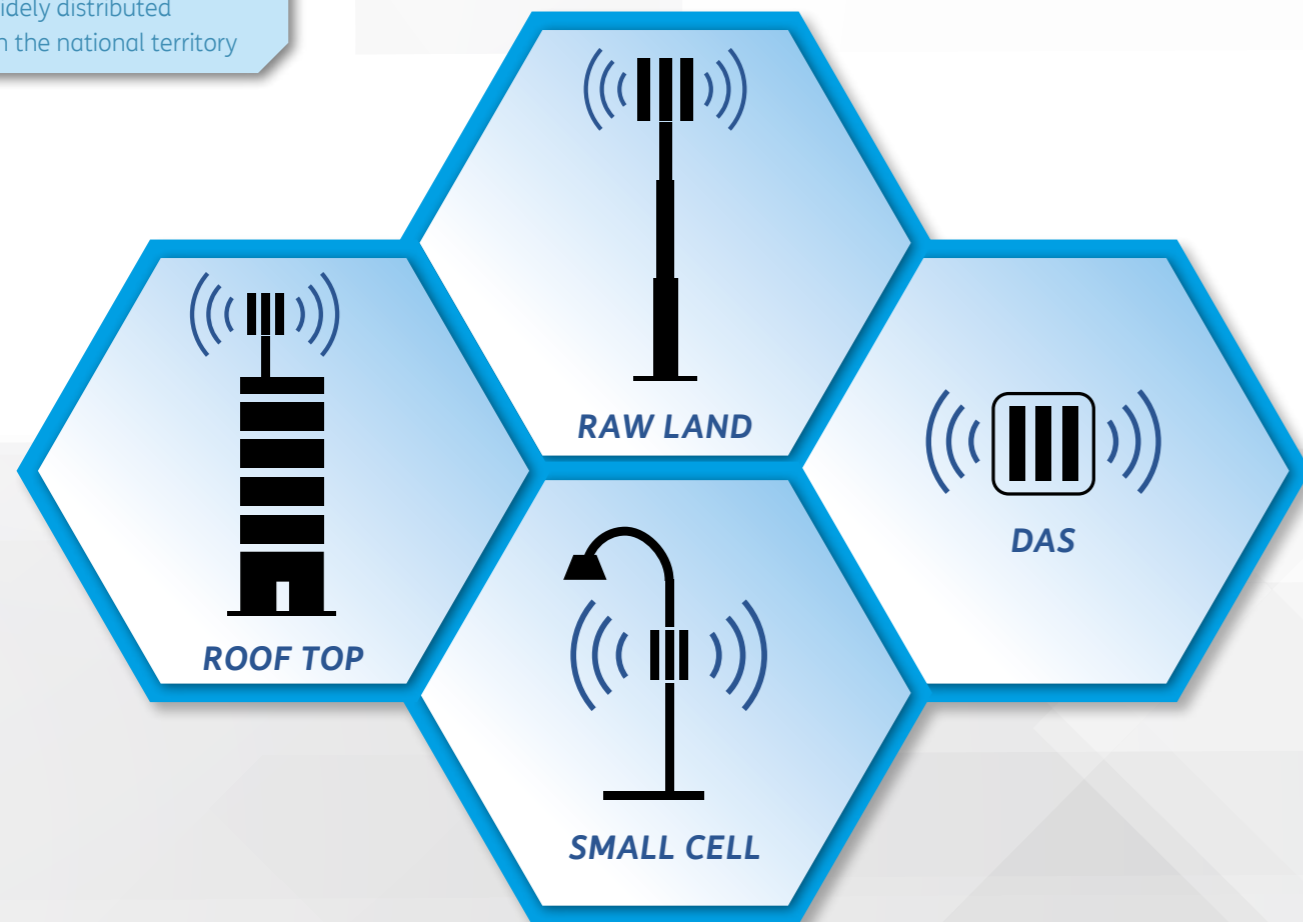 idely distributed
n the national territory
RAW LAND
DAS
ROOF TOP
SMALL CELL